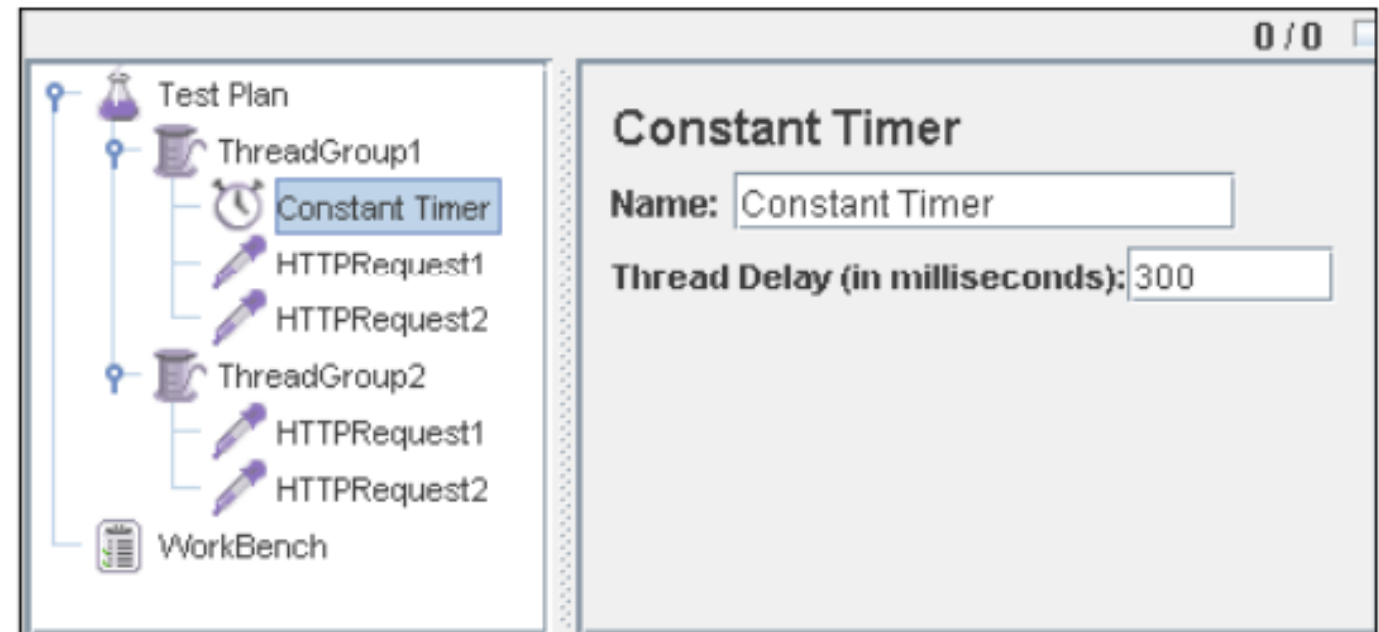 0 / 0
Test Plan
ThreadGroup1
Constant Timer
HTTPRequest1
HTTPRequest2
ThreadGroup2
HTTPRequest1
HTTPRequest2
WorkBench
Constant Timer
Name: Constant Timer
Thread Delay (in milliseconds): 300